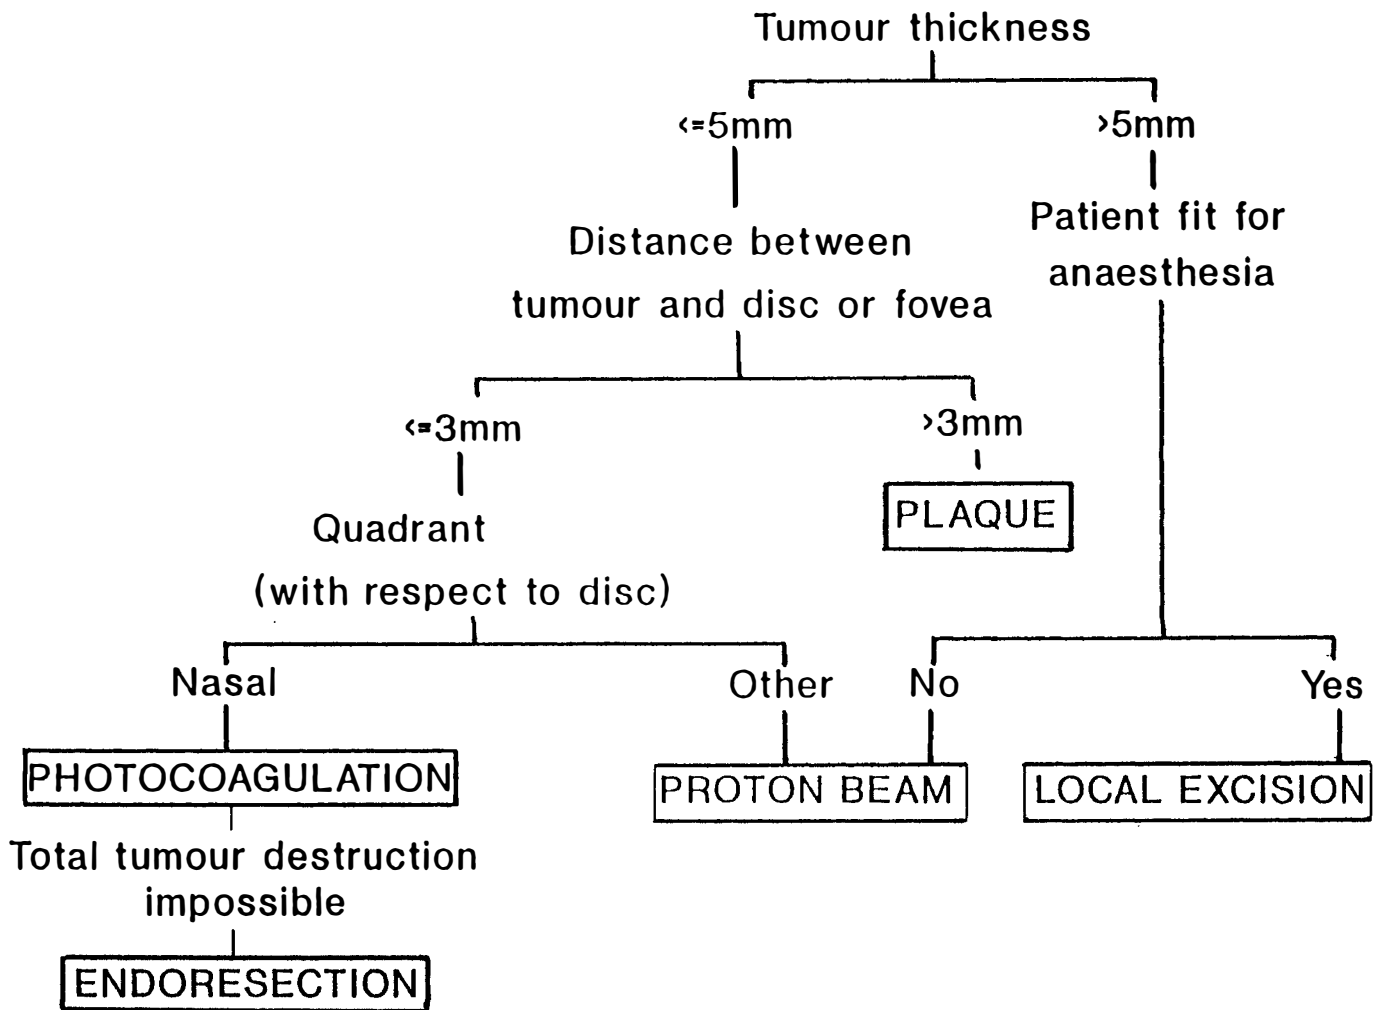 Tumour thickness
<=5mm
>5mm
Distance between
tumour and disc or fovea
Patient fit for
anaesthesia
<=3mm
>3mm
PLAQUE
Quadrant
(with respect to disc)
Nasal
Other
No
Yes
PHOTOCOAGULATION
PROTON BEAM
LOCAL EXCISION
Total tumour destruction
impossible
ENDORESECTION